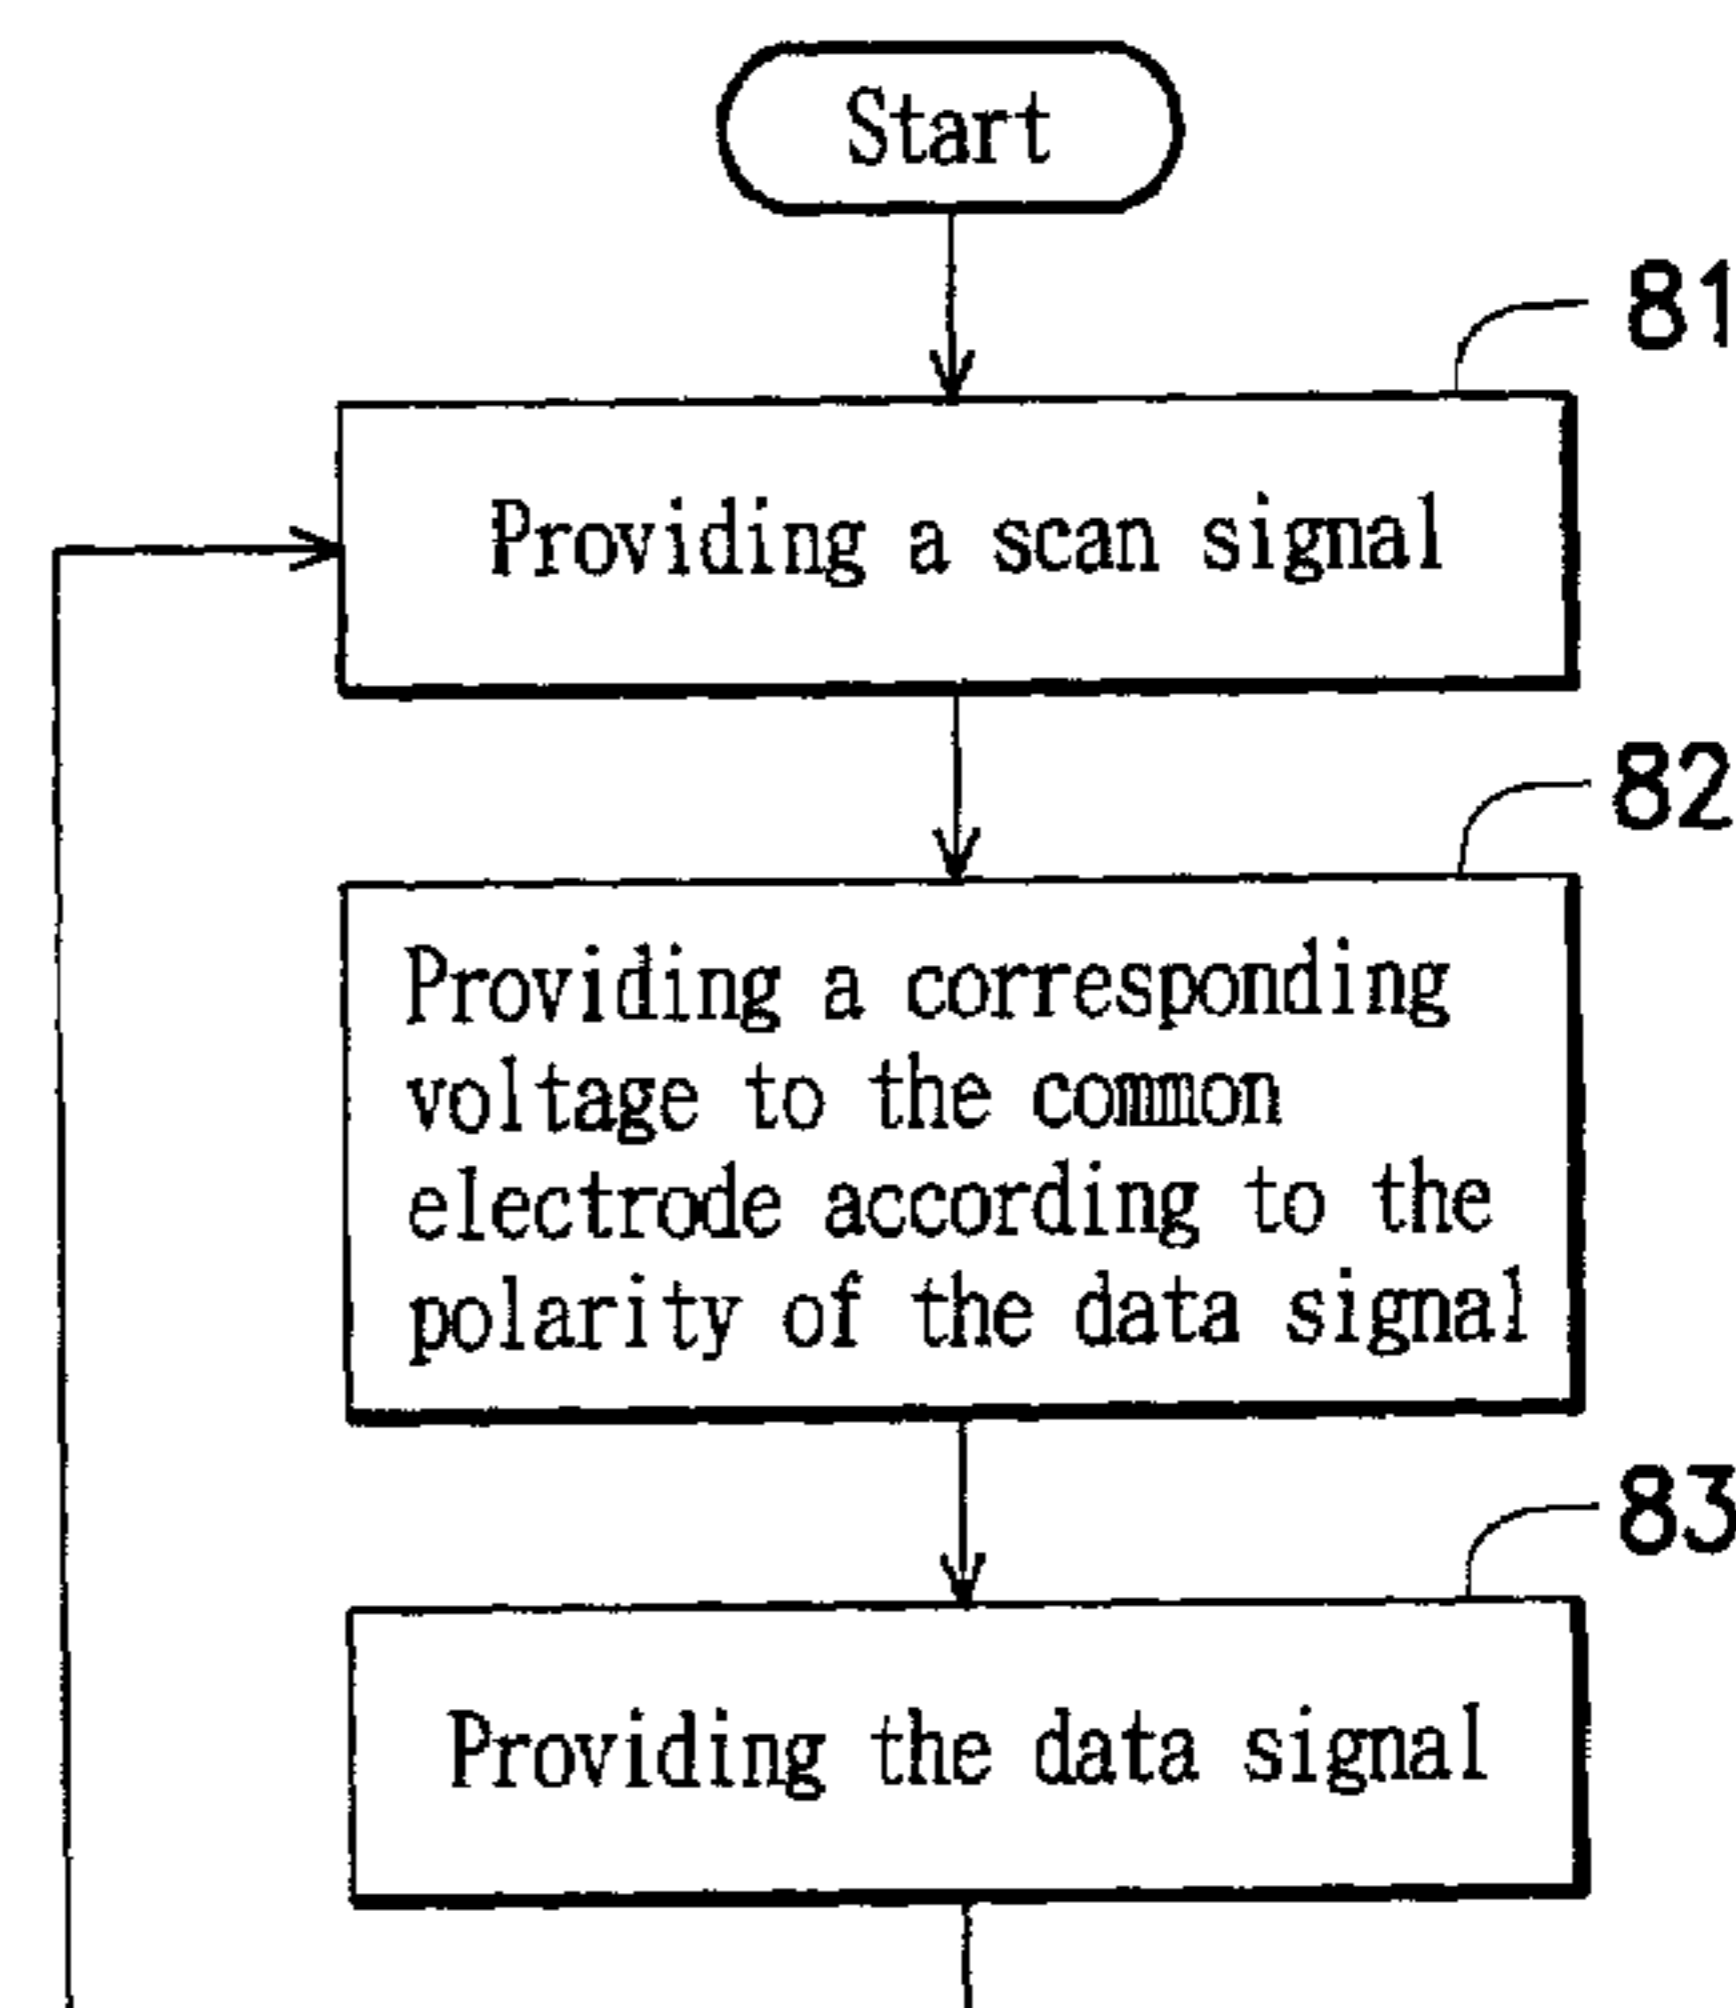 Start
81
Providing a scan signal
82
Providing a corresponding
voltage to the common
electrode according to the
polarity of the data signal
83
Providing the data signal